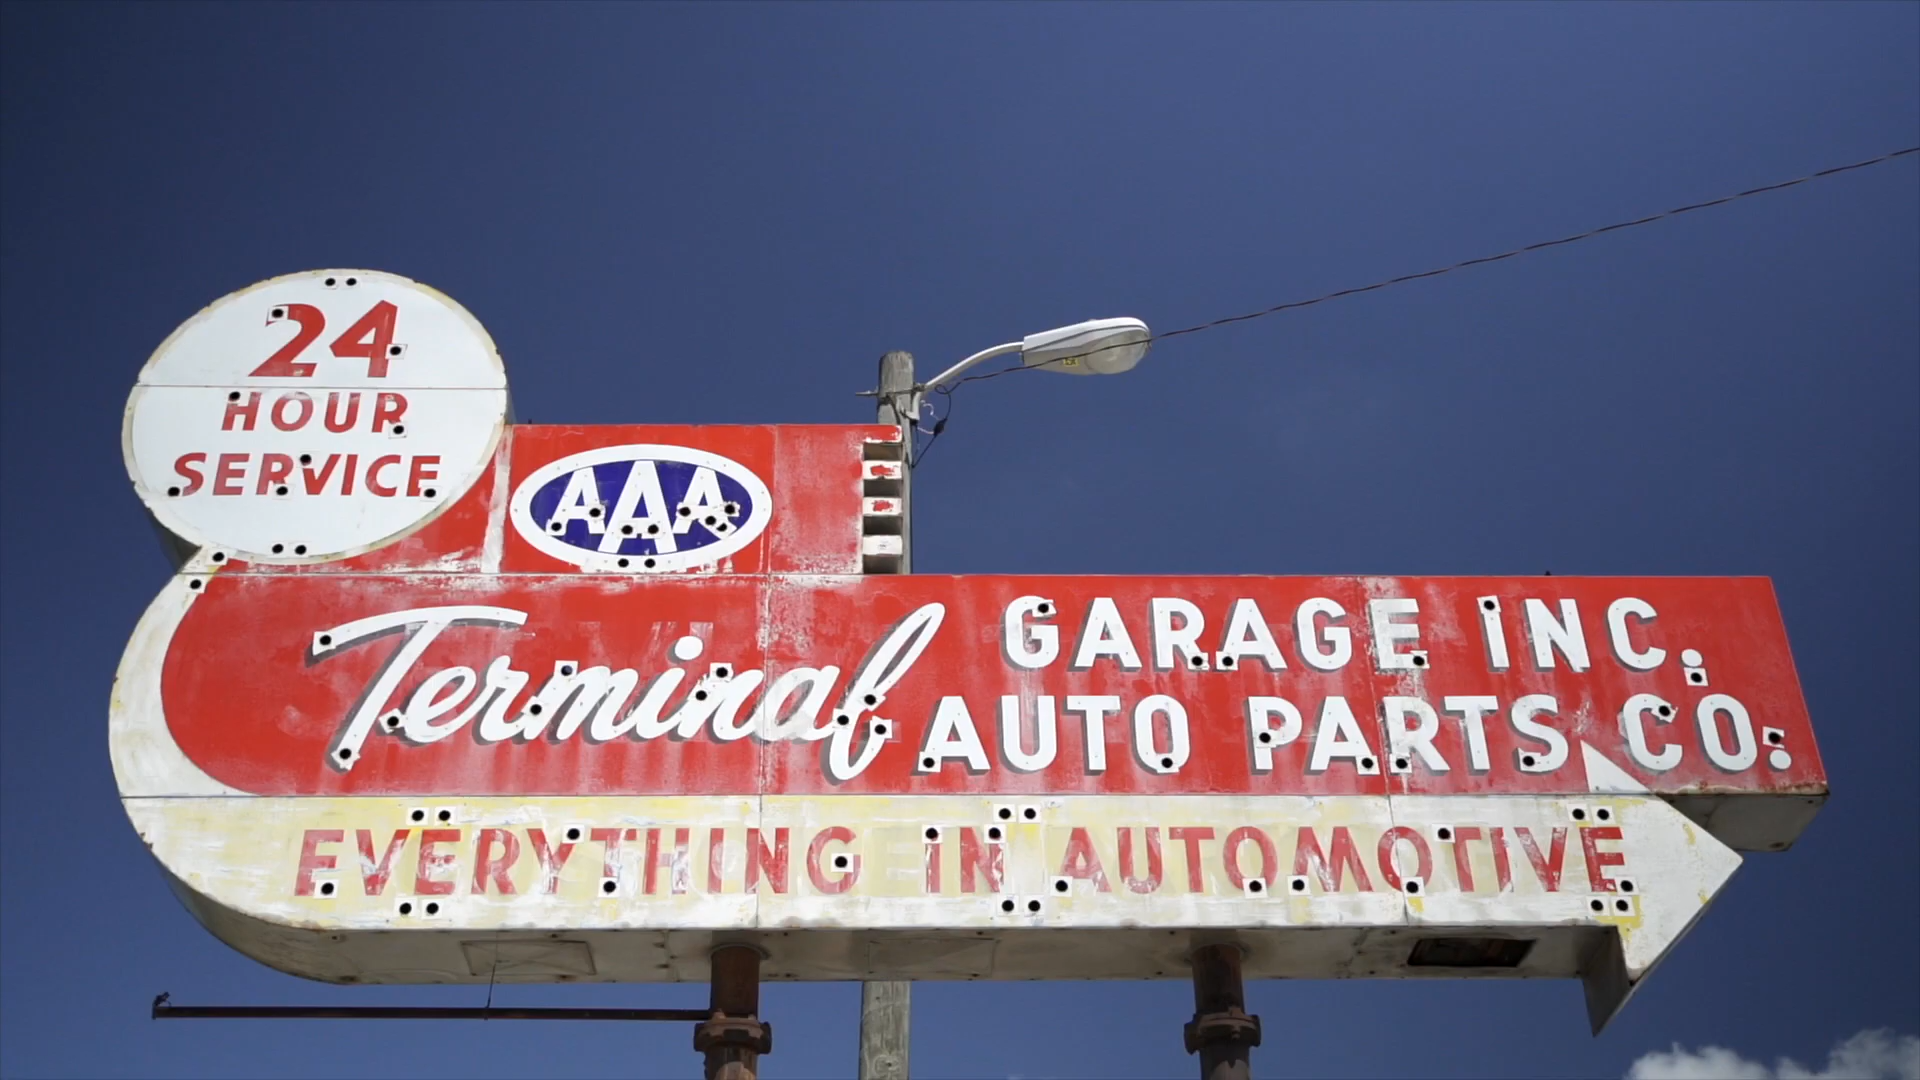 24
HOUR
SERVICE
AAA
Terminal
GARAGE INC.
AUTO PARTS CO.
EVERYTHING IN AUTOMOTIVE